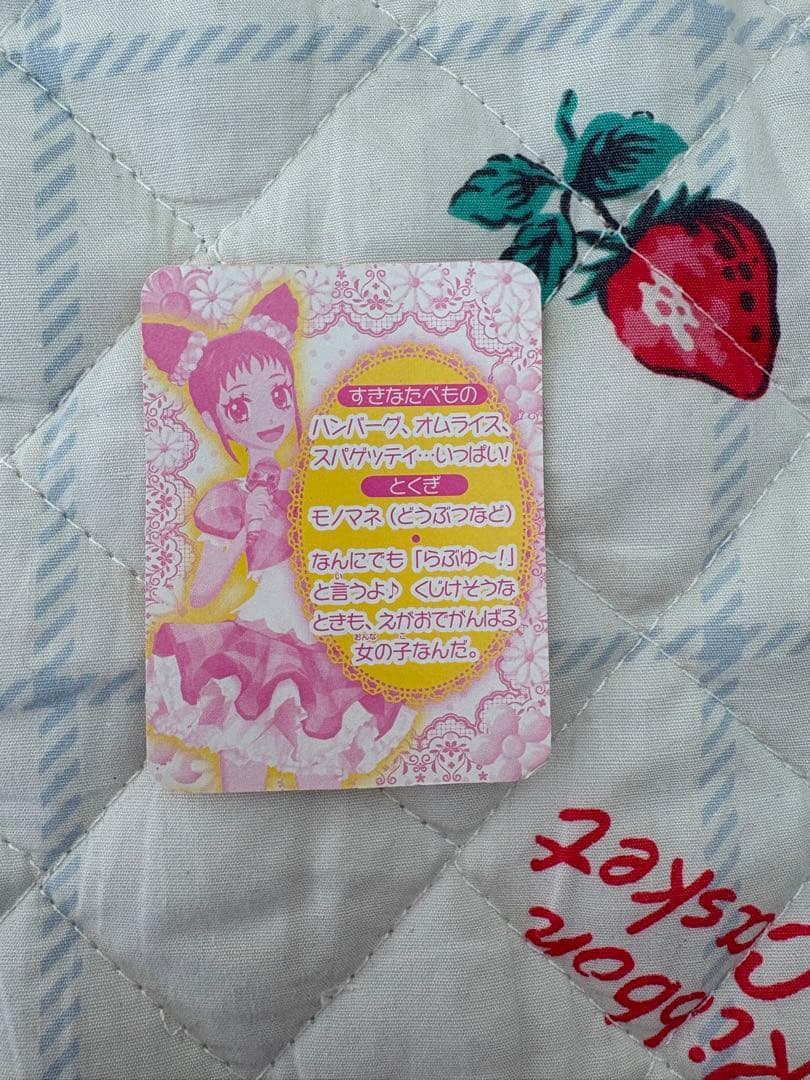 すきなたべもの
ハンバーグ、オムライス、
スパゲッティ…いっぱい!
とくぎ
モノマネ(どうぶつなど)
●
なんにでも「らぶゆ〜!」
と言うよ♪ くじけそうな
ときも、えがおでがんばる
女の子なんだ。
Ribbon
Casket